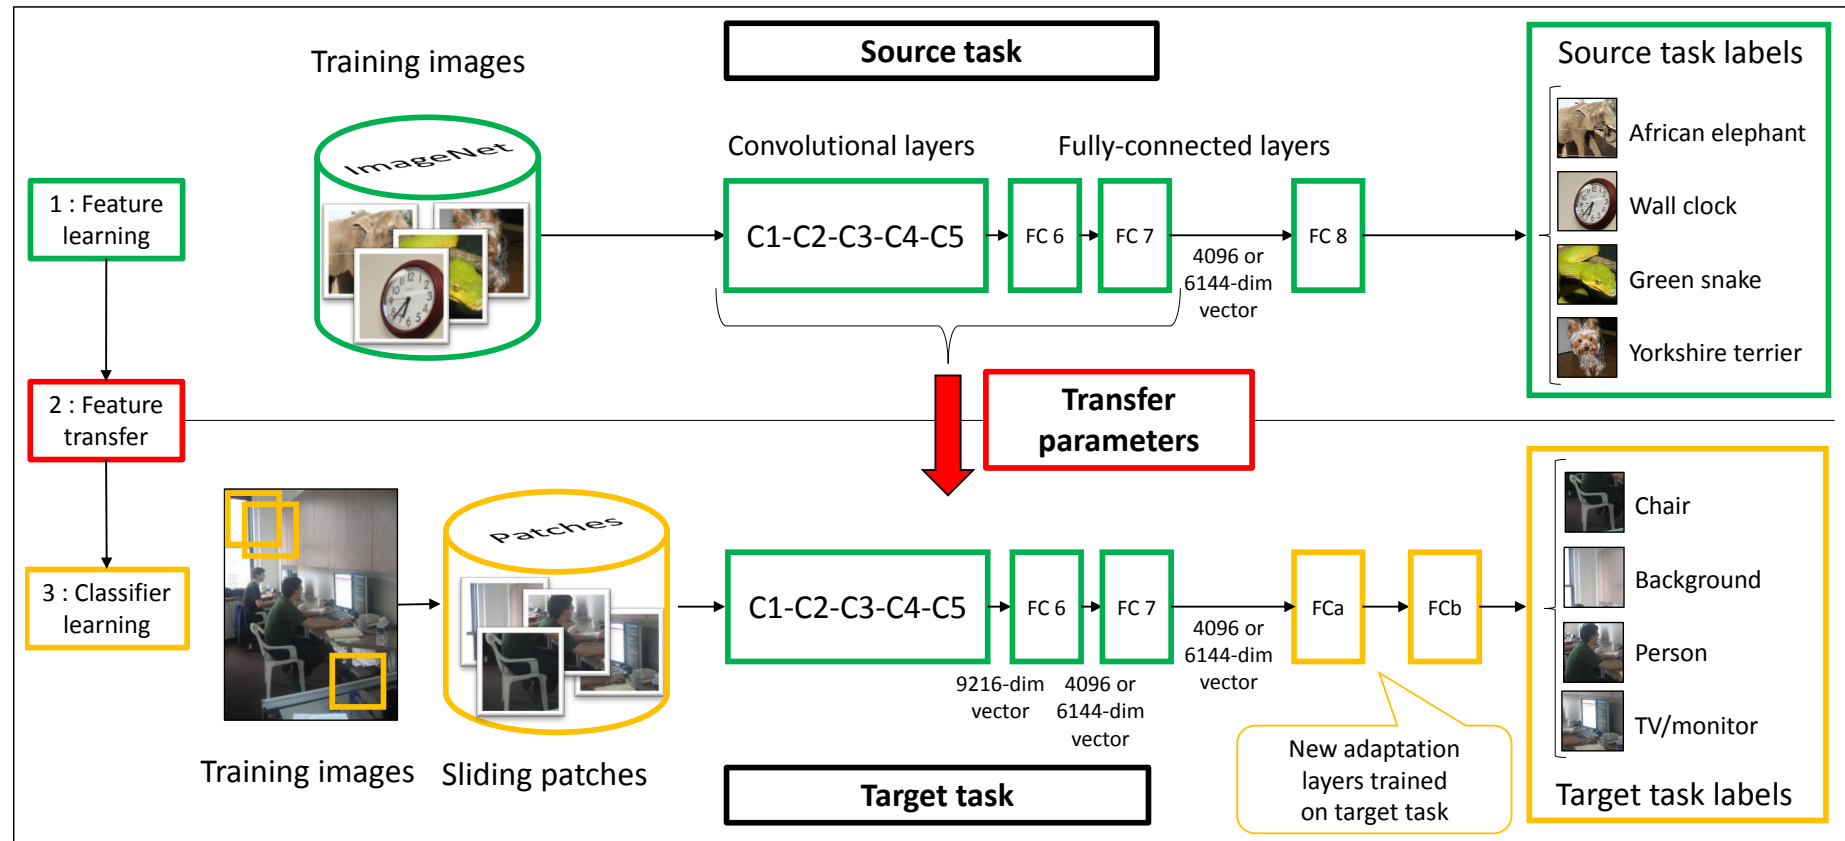 Source task
Training images
Source task labels
ImageNet
Convolutional layers
Fully-connected layers
African elephant
1 : Feature
learning
C1-C2-C3-C4-C5
FC 6
FC 7
4096 or
6144-dim
vector
FC 8
Wall clock
Green snake
Yorkshire terrier
2 : Feature
transfer
Transfer
parameters
3 : Classifier
learning
Patches
C1-C2-C3-C4-C5
9216-dim
vector
FC 6
4096 or
6144-dim
vector
FC 7
4096 or
6144-dim
vector
FCa
FCb
Chair
Background
Person
TV/monitor
Training images
Sliding patches
Target task
New adaptation
layers trained
on target task
Target task labels